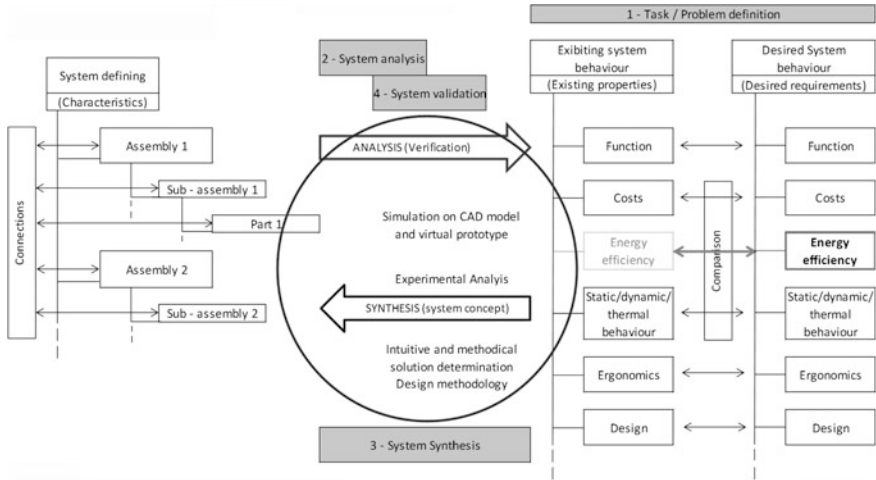 1 - Task / Problem definition
2 - System analysis
4 - System validation
System defining
(Characteristics)
Exibiting system
behaviour
(Existing properties)
Desired System
behaviour
(Desired requirements)
Connections
Assembly 1
Sub - assembly 1
Part 1
Assembly 2
Sub - assembly 2
ANALYSIS (Verification)
Simulation on CAD model
and virtual prototype
Experimental Analyis
SYNTHESIS (system concept)
Intuitive and methodical
solution determination
Design methodology
3 - System Synthesis
Function
Costs
Energy
efficiency
Static/dynamic/
thermal behaviour
Ergonomics
Design
Comparison
Function
Costs
Energy
efficiency
Static/dynamic/
thermal behaviour
Ergonomics
Design